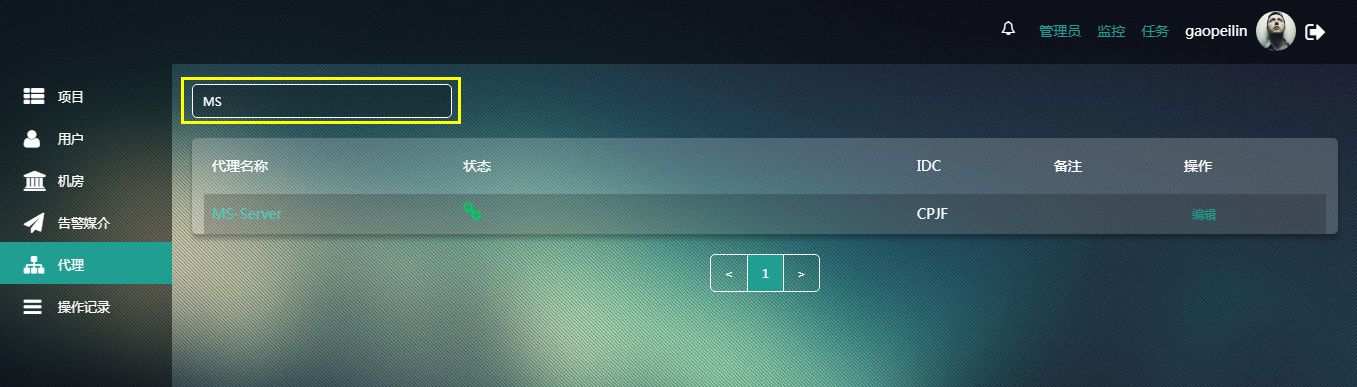 管理员 监控 任务 gaopeilin
项目
用户
机房
告警媒介
代理
操作记录
MS
代理名称 状态 IDC 备注 操作
MS-Server CPJF 编辑
< 1 >